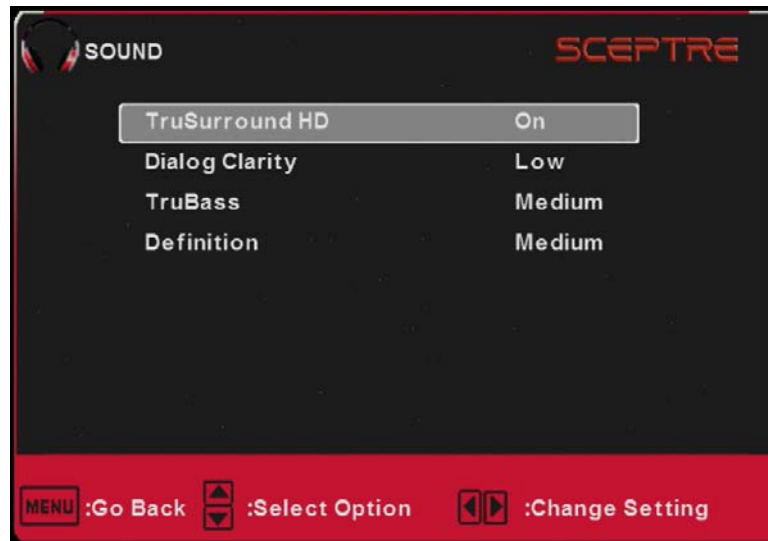 SOUND
SCEPTRE
TruSurround HD On
Dialog Clarity Low
TruBass Medium
Definition Medium
MENU :Go Back :Select Option :Change Setting